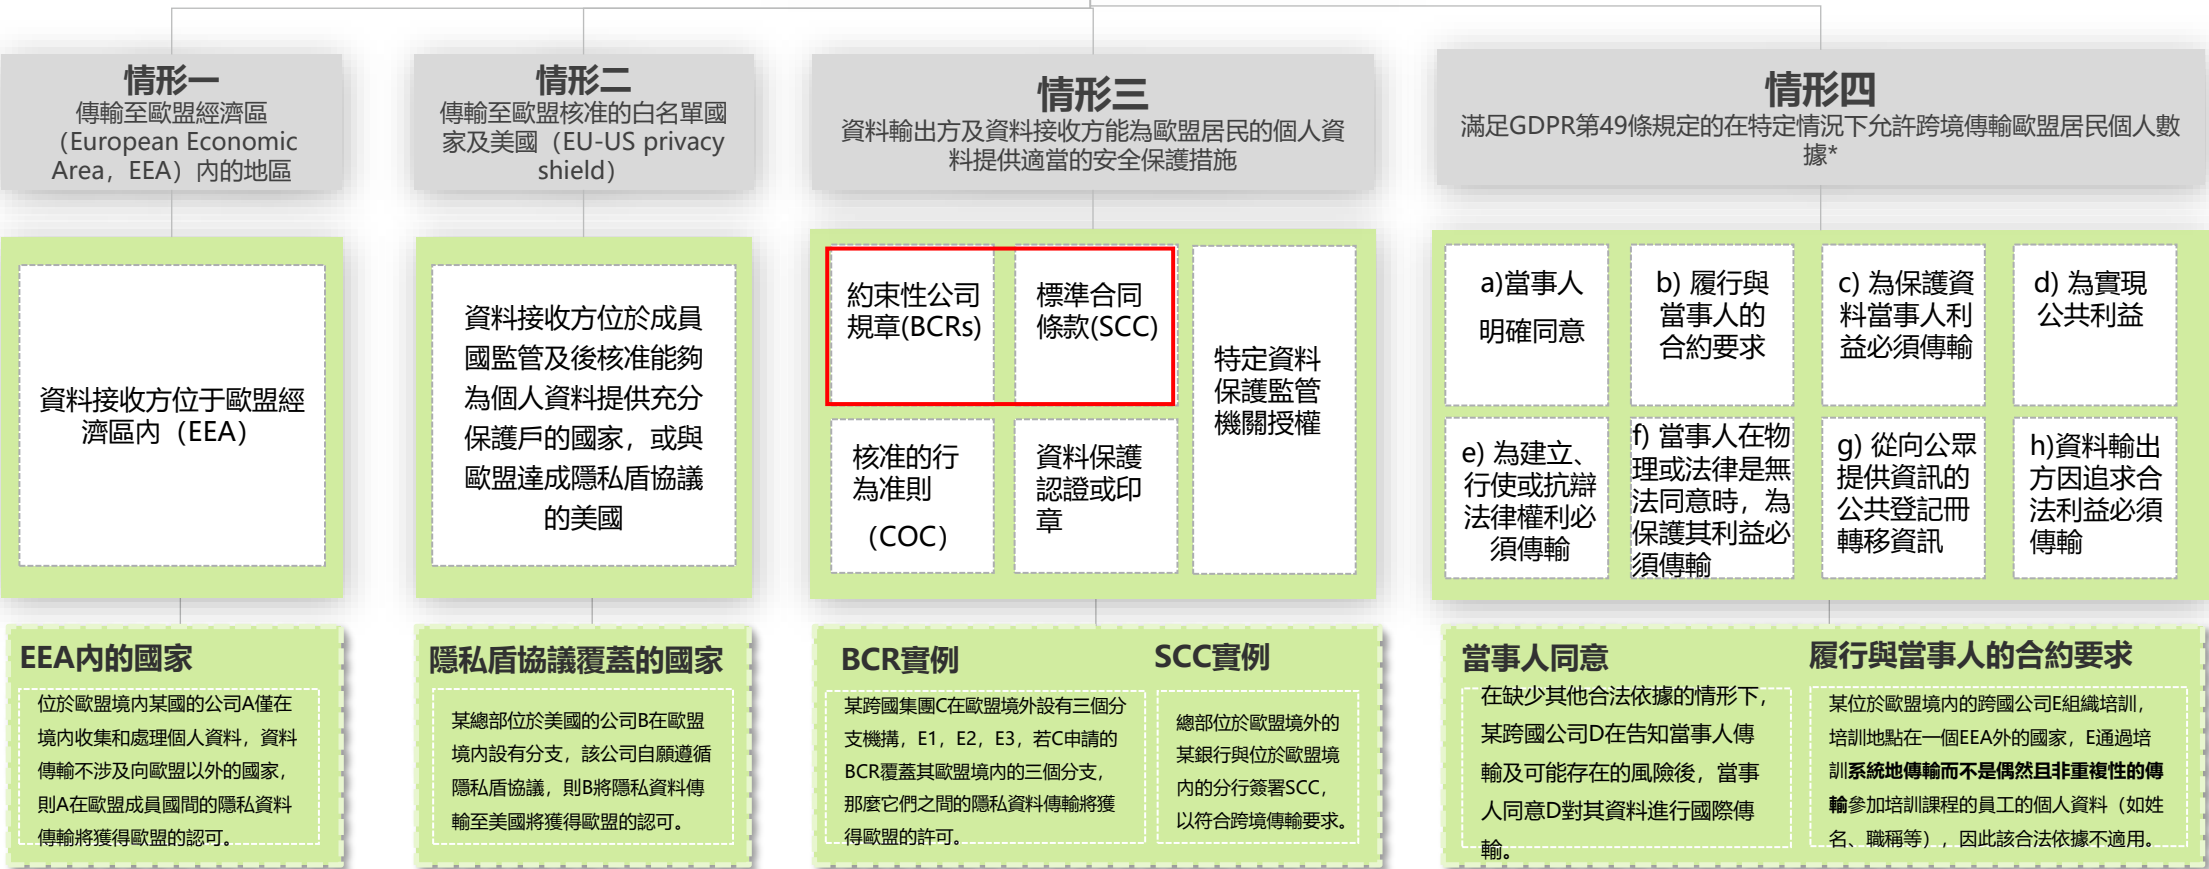 情形一
傳輸至歐盟經濟區
（European Economic
Area，EEA）內的地區
情形二
傳輸至歐盟核准的白名單國
家及美國（EU-US privacy
shield）
情形三
資料輸出方及資料接收方能為歐盟居民的個人資
料提供適當的安全保護措施
情形四
滿足GDPR第49條規定的在特定情況下允許跨境傳輸歐盟居民個人數
據*
資料接收方位于歐盟經
濟區內（EEA）
資料接收方位於成員
國監管及後核准能夠
為個人資料提供充分
保護戶的國家，或與
歐盟達成隱私盾協議
的美國
約束性公司
規章(BCRs)
標準合同
條款(SCC)
特定資料
保護監管
機關授權
核准的行
為准則
（COC）
資料保護
認證或印
章
a)當事人
明確同意
b) 履行與
當事人的
合約要求
c) 為保護資
料當事人利
益必須傳輸
d) 為實現
公共利益
e) 為建立、
行使或抗辯
法律權利必
須傳輸
f) 當事人在物
理或法律是無
法同意時，為
保護其利益必
須傳輸
g) 從向公眾
提供資訊的
公共登記冊
轉移資訊
h)資料輸出
方因追求合
法利益必須
傳輸
EEA內的國家
位於歐盟境內某國的公司A僅在
境內收集和處理個人資料，資料
傳輸不涉及向歐盟以外的國家，
則A在歐盟成員國間的隱私資料
傳輸將獲得歐盟的認可。
隱私盾協議覆蓋的國家
某總部位於美國的公司B在歐盟
境內設有分支，該公司自願遵循
隱私盾協議，則B將隱私資料傳
輸至美國將獲得歐盟的認可。
BCR實例
某跨國集團C在歐盟境外設有三個分
支機搆，E1，E2，E3，若C申請的
BCR覆蓋其歐盟境內的三個分支，
那麼它們之間的隱私資料傳輸將獲
得歐盟的許可。
SCC實例
總部位於歐盟境外的
某銀行與位於歐盟境
內的分行簽署SCC，
以符合跨境傳輸要求。
當事人同意
在缺少其他合法依據的情形下，
某跨國公司D在告知當事人傳
輸及可能存在的風險後，當事
人同意D對其資料進行國際傳
輸。
履行與當事人的合約要求
某位於歐盟境內的跨國公司E組織培訓，
培訓地點在一個EEA外的國家，E通過培
訓系統地傳輸而不是偶然且非重複性的傳
輸參加培訓課程的員工的個人資料（如姓
名、職稱等），因此該合法依據不適用。